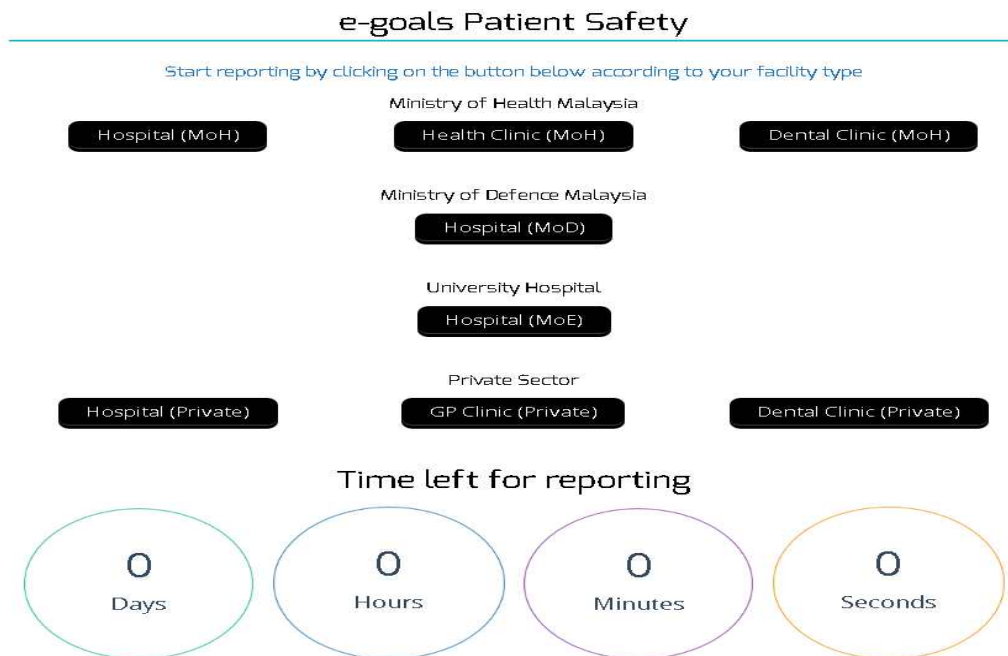 e-goals Patient Safety
Start reporting by clicking on the button below according to your facility type
Ministry of Health Malaysia
Hospital (MoH) Health Clinic (MoH) Dental Clinic (MoH)
Ministry of Defence Malaysia
Hospital (MoD)
University Hospital
Hospital (MoE)
Private Sector
Hospital (Private) GP Clinic (Private) Dental Clinic (Private)
Time left for reporting
0 0 0 0
Days Hours Minutes Seconds